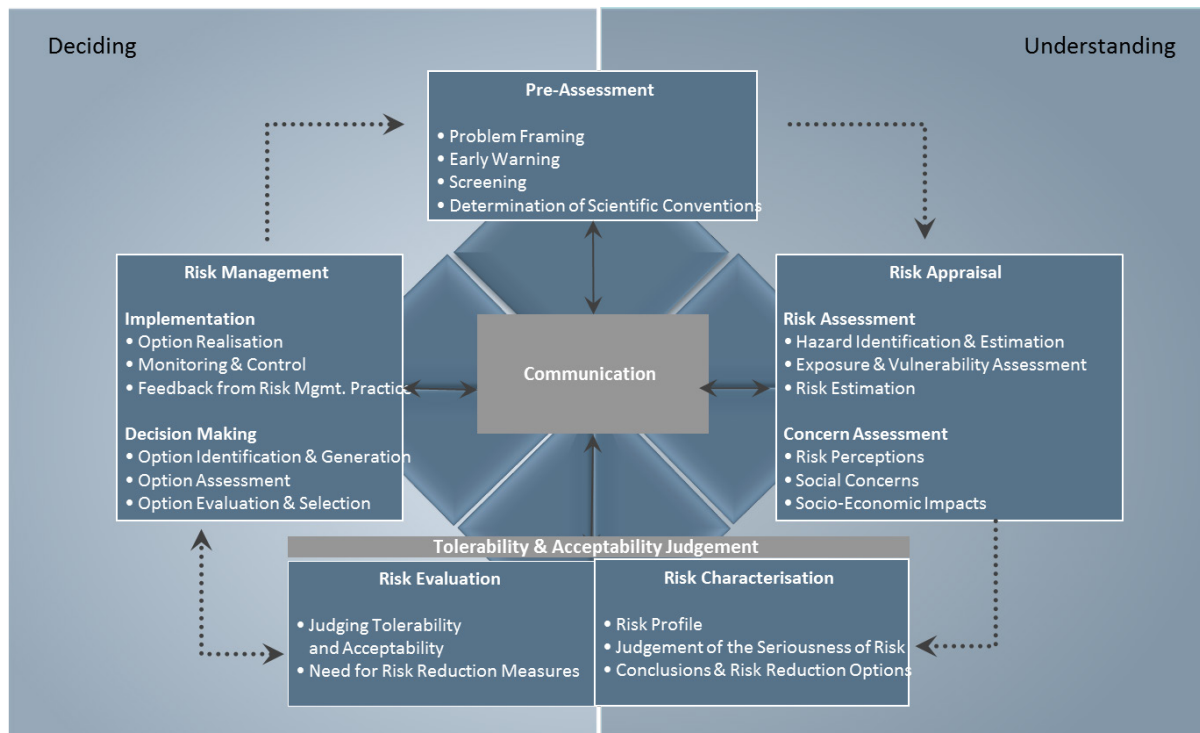 Deciding
Understanding
Pre-Assessment
• Problem Framing
• Early Warning
• Screening
• Determination of Scientific Conventions
Risk Management
Implementation
• Option Realisation
• Monitoring & Control
• Feedback from Risk Mgmt. Practice
Decision Making
• Option Identification & Generation
• Option Assessment
• Option Evaluation & Selection
Communication
Risk Appraisal
Risk Assessment
• Hazard Identification & Estimation
• Exposure & Vulnerability Assessment
• Risk Estimation
Concern Assessment
• Risk Perceptions
• Social Concerns
• Socio-Economic Impacts
Tolerability & Acceptability Judgement
Risk Evaluation
• Judging Tolerability
and Acceptability
• Need for Risk Reduction Measures
Risk Characterisation
• Risk Profile
• Judgement of the Seriousness of Risk
• Conclusions & Risk Reduction Options